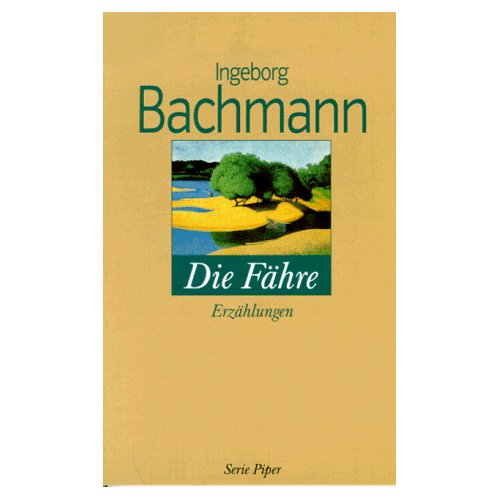 Ingeborg
Bachmann
Die Fähre
Erzählungen
Serie Piper